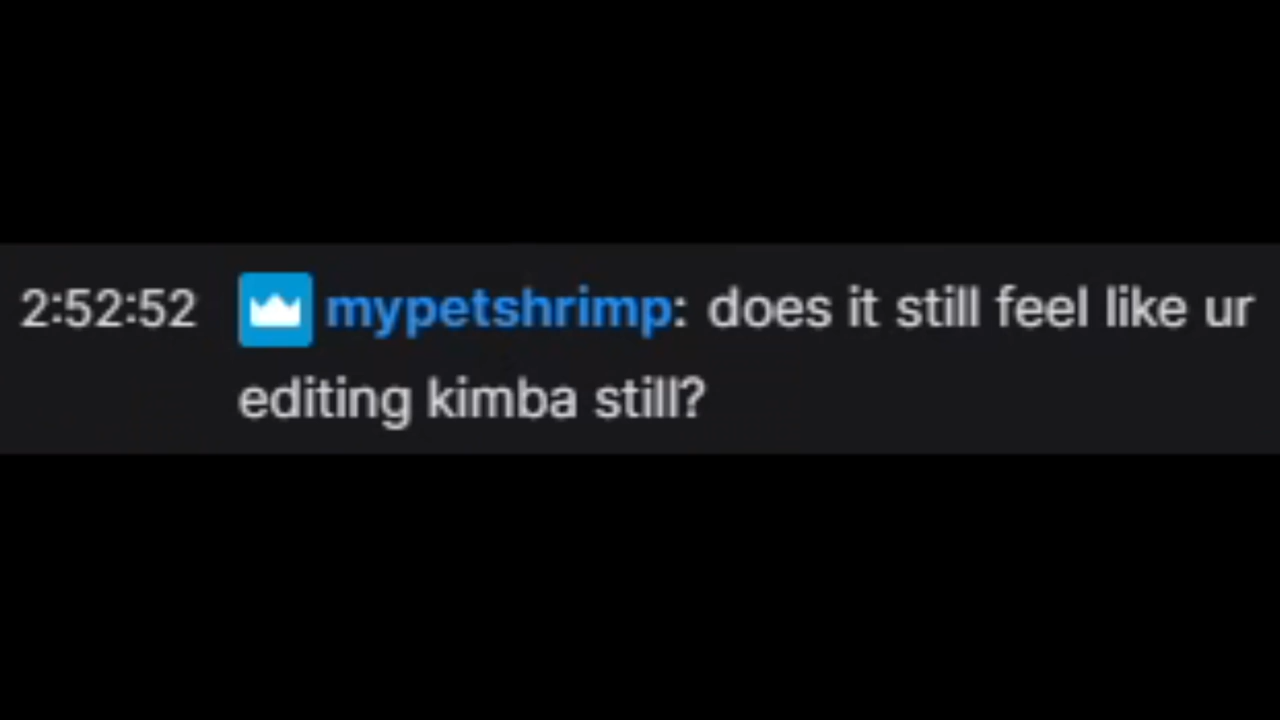 2:52:52 mypetshrimp: does it still feel like ur
editing kimba still?